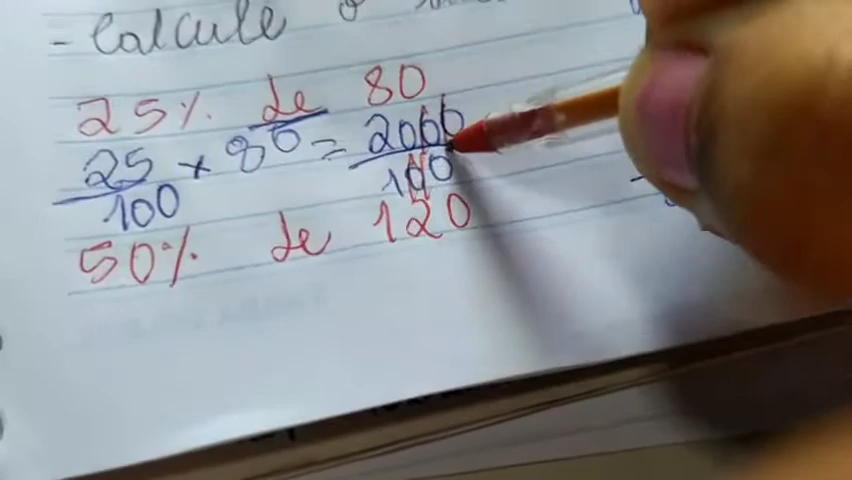 - Calcule o
25% de 80
25/100 × 80 = 2000/100
50% de 120